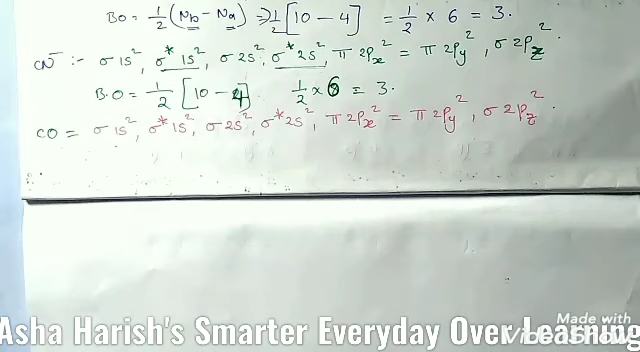 BO = 1/2 (Nb - Na) ⇒ 1/2 [10 - 4] = 1/2 × 6 = 3.
CN⁻ :- σ1s², σ*1s², σ2s², σ*2s², π2px² = π2py², σ2pz²
B.O = 1/2 [10 - 4] 1/2 × 6 = 3.
CO = σ1s², σ*1s², σ2s², σ*2s², π2px² = π2py², σ2pz².
Made with
VideoShow
Asha Harish's Smarter Everyday Over Learning